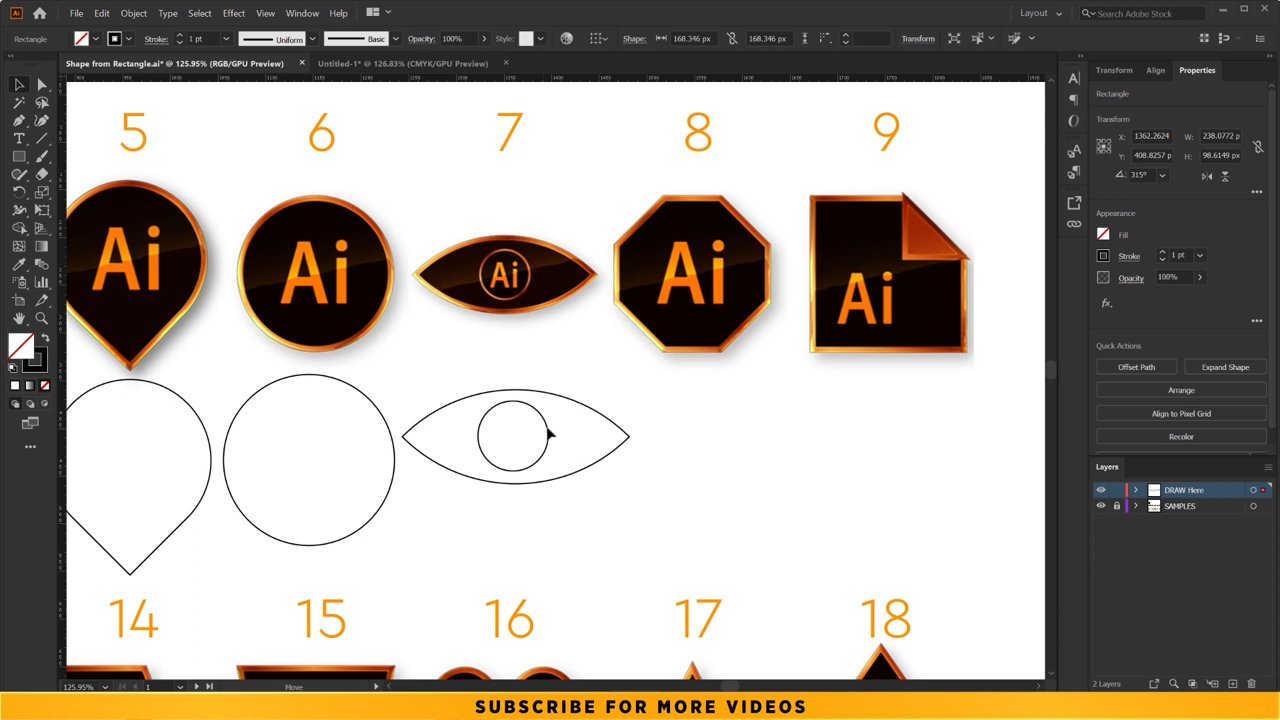 Ai File Edit Object Type Select Effect View Window Help Layout Search Adobe Stock
Rectangle Stroke: 1 pt Uniform Basic Opacity: 100% Style: Shape: 168.346 px 168.346 px Transform
Shape from Rectangle.ai* @ 125.95% (RGB/GPU Preview) × Untitled-1* @ 126.83% (CMYK/GPU Preview) ×
5 6 7 8 9
Ai Ai Ai Ai Ai
14 15 16 17 18
125.95% 1 Move
Transform Align Properties
Rectangle
Transform
X: 1362.2624 W: 238.0772 p
Y: 408.8257 p H: 98.6149 px
315°
Appearance
Fill
Stroke 1 pt
Opacity 100%
fx.
Quick Actions
Offset Path Expand Shape
Arrange
Align to Pixel Grid
Recolor
Layers
DRAW Here
SAMPLES
2 Layers
SUBSCRIBE FOR MORE VIDEOS